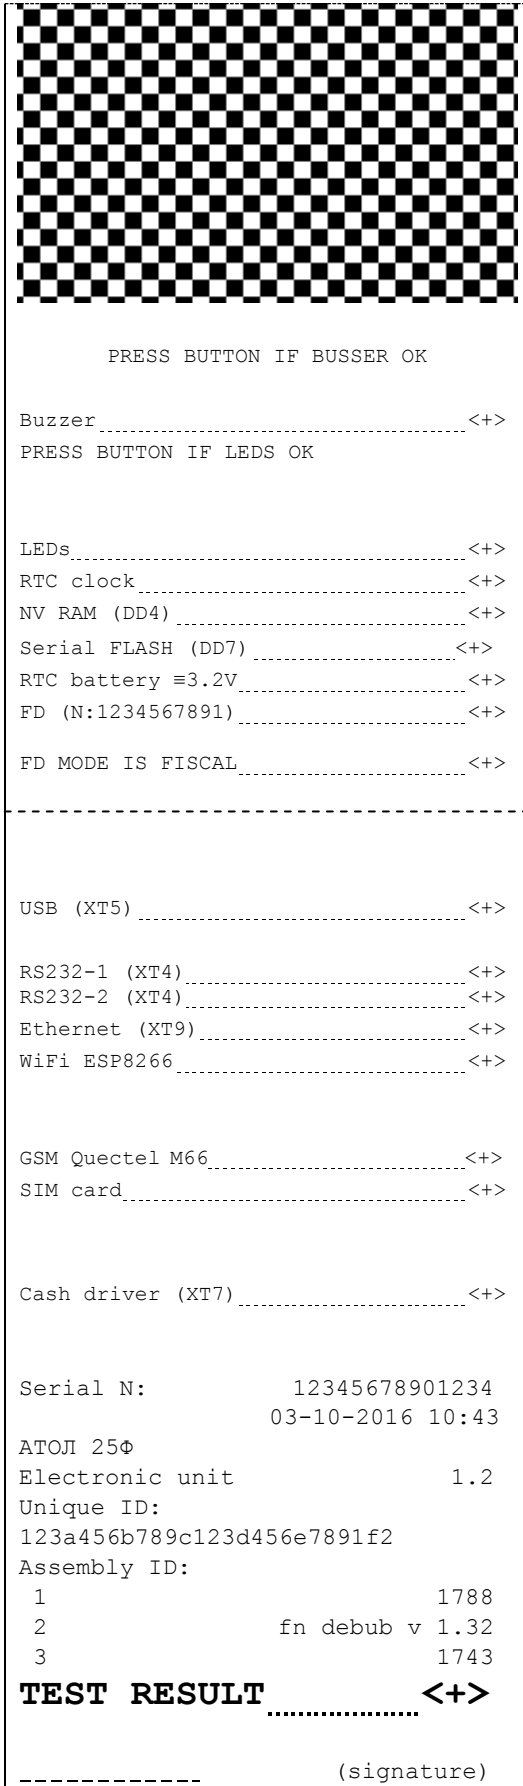 PRESS BUTTON IF BUSSER OK
Buzzer <+>
PRESS BUTTON IF LEDS OK
LEDs <+>
RTC clock <+>
NV RAM (DD4) <+>
Serial FLASH (DD7) <+>
RTC battery ≡3.2V <+>
FD (N:1234567891) <+>
FD MODE IS FISCAL <+>
USB (XT5) <+>
RS232-1 (XT4) <+>
RS232-2 (XT4) <+>
Ethernet (XT9) <+>
WiFi ESP8266 <+>
GSM Quectel M66 <+>
SIM card <+>
Cash driver (XT7) <+>
Serial N: 12345678901234
03-10-2016 10:43
АТОЛ 25Ф
Electronic unit 1.2
Unique ID:
123a456b789c123d456e7891f2
Assembly ID:
1 1788
2 fn debub v 1.32
3 1743
TEST RESULT <+>
(signature)